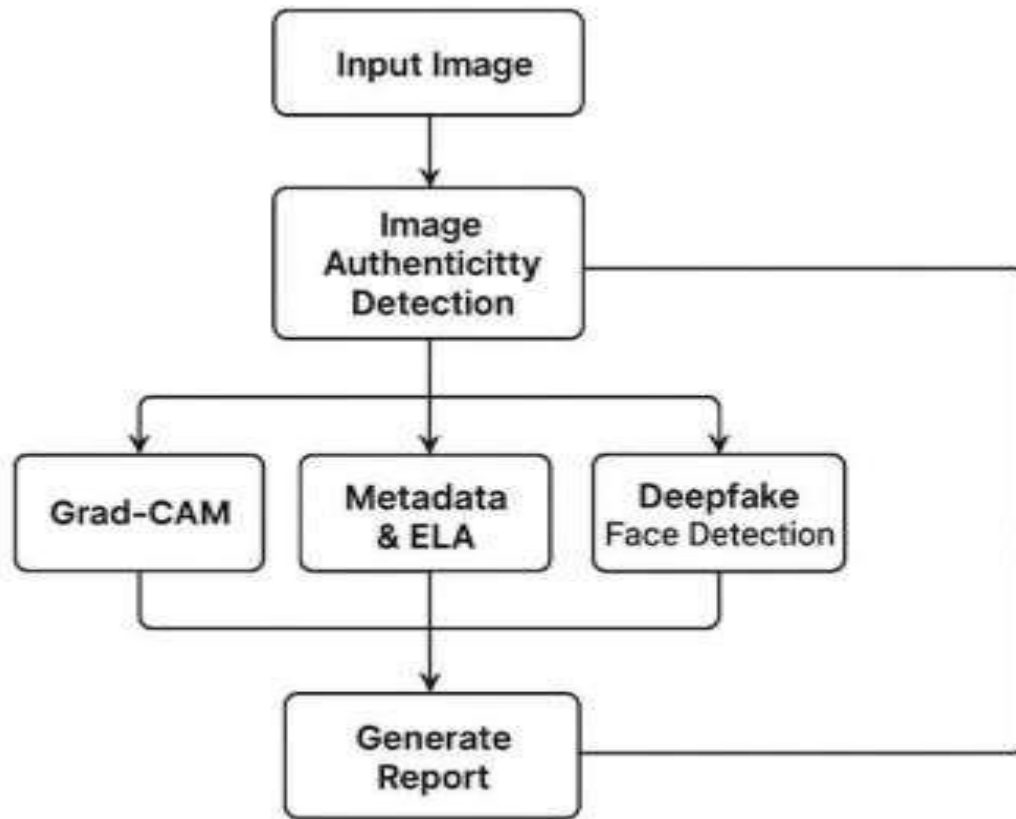 Input Image
Image
Authenticitty
Detection
Grad-CAM
Metadata
& ELA
Deepfake
Face Detection
Generate
Report